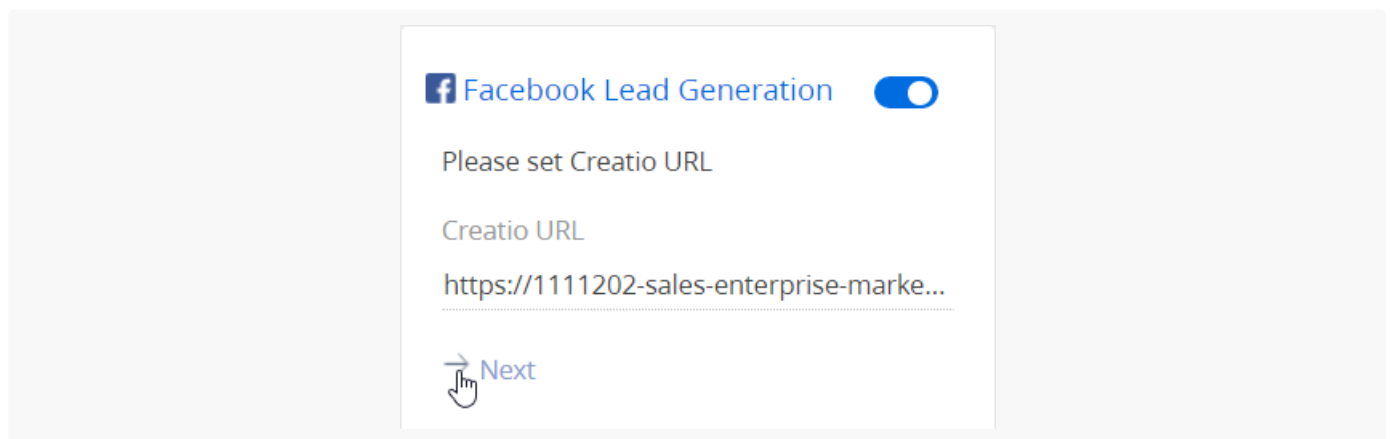 Facebook Lead Generation
Please set Creatio URL
Creatio URL
https://1111202-sales-enterprise-marke...
Next